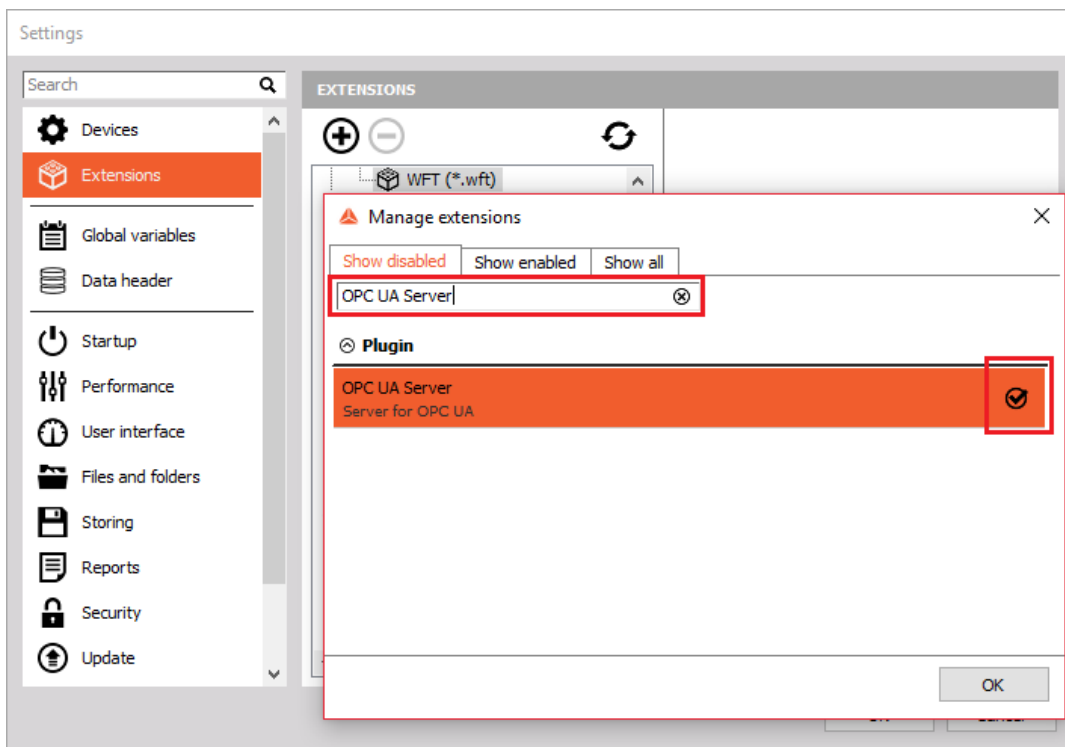 Settings
Search
Devices
Extensions
Global variables
Data header
Startup
Performance
User interface
Files and folders
Storing
Reports
Security
Update
EXTENSIONS
WFT (*.wft)
Manage extensions
Show disabled Show enabled Show all
OPC UA Server
Plugin
OPC UA Server
Server for OPC UA
OK